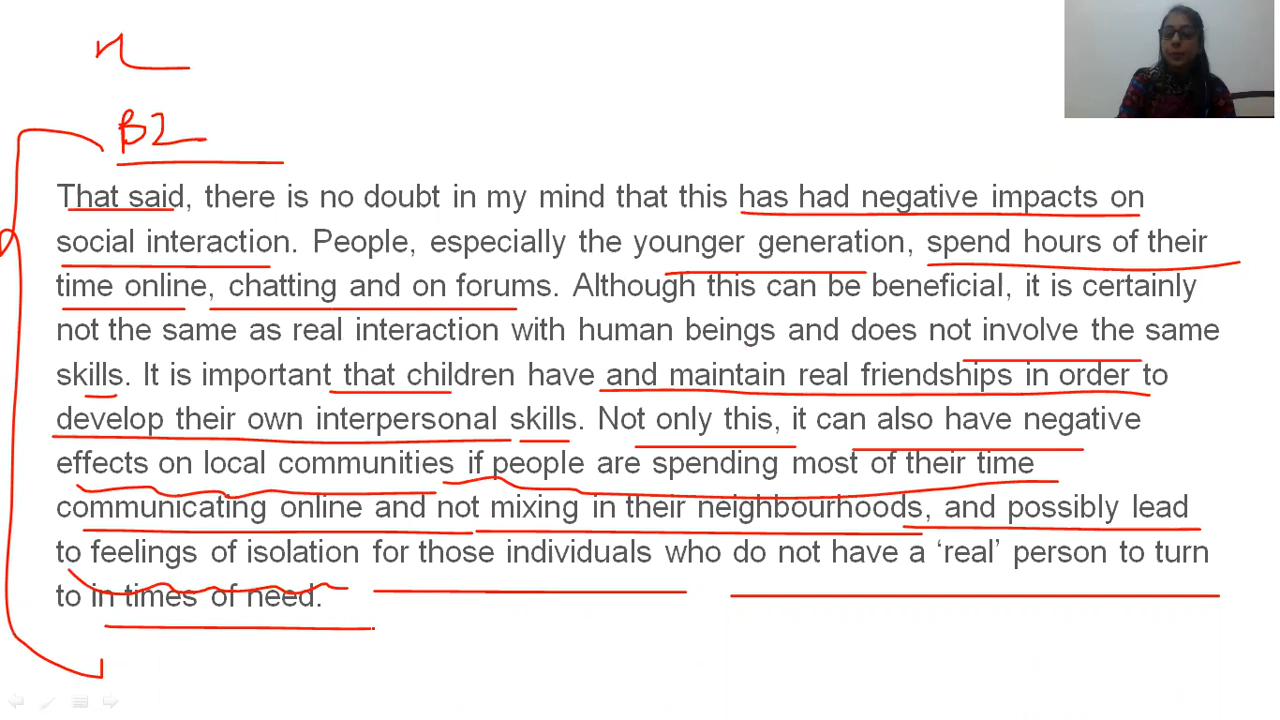 B2
That said, there is no doubt in my mind that this has had negative impacts on
social interaction. People, especially the younger generation, spend hours of their
time online, chatting and on forums. Although this can be beneficial, it is certainly
not the same as real interaction with human beings and does not involve the same
skills. It is important that children have and maintain real friendships in order to
develop their own interpersonal skills. Not only this, it can also have negative
effects on local communities if people are spending most of their time
communicating online and not mixing in their neighbourhoods, and possibly lead
to feelings of isolation for those individuals who do not have a ‘real’ person to turn
to in times of need.